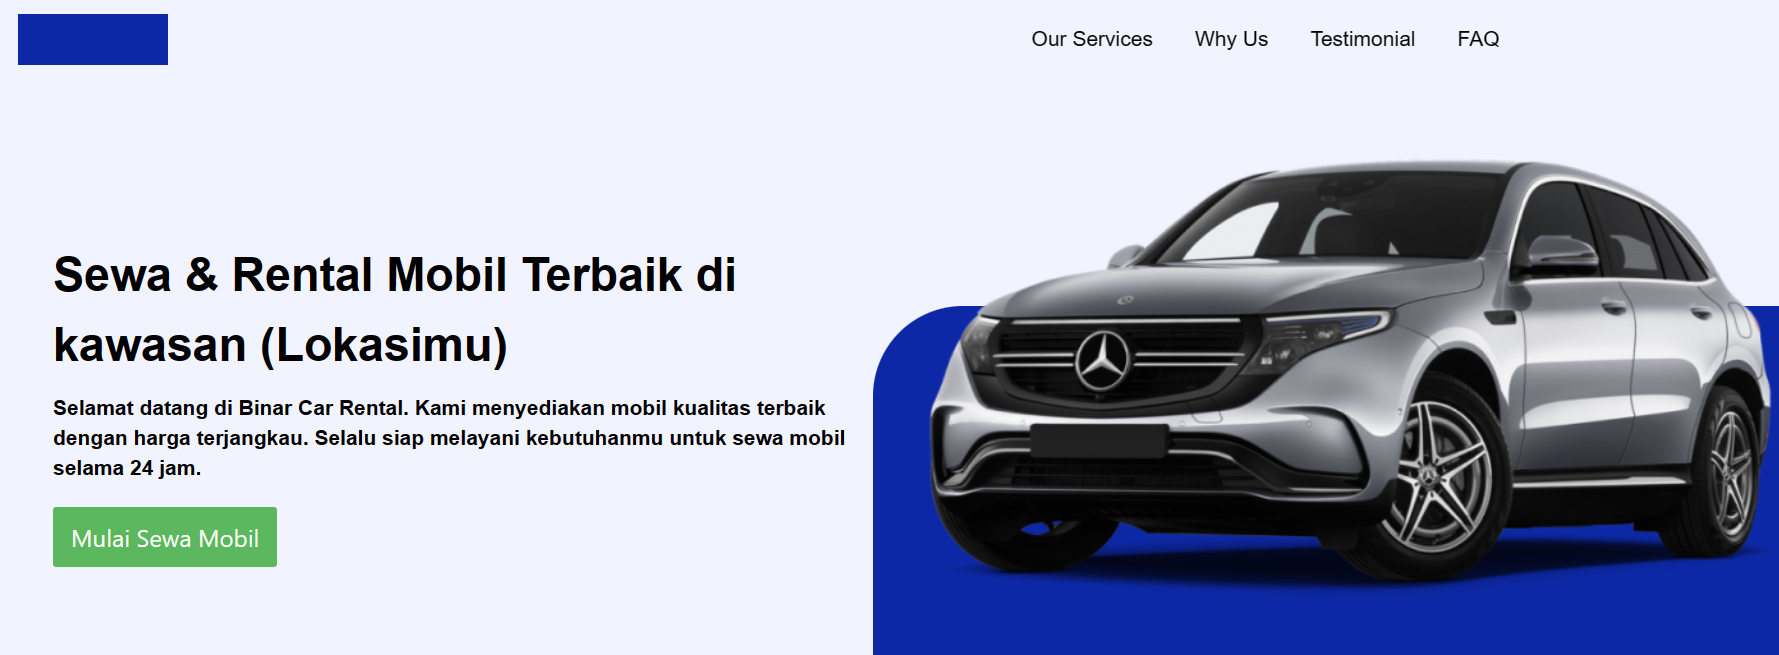 Our Services Why Us Testimonial FAQ
Sewa & Rental Mobil Terbaik di
kawasan (Lokasimu)
Selamat datang di Binar Car Rental. Kami menyediakan mobil kualitas terbaik
dengan harga terjangkau. Selalu siap melayani kebutuhanmu untuk sewa mobil
selama 24 jam.
Mulai Sewa Mobil